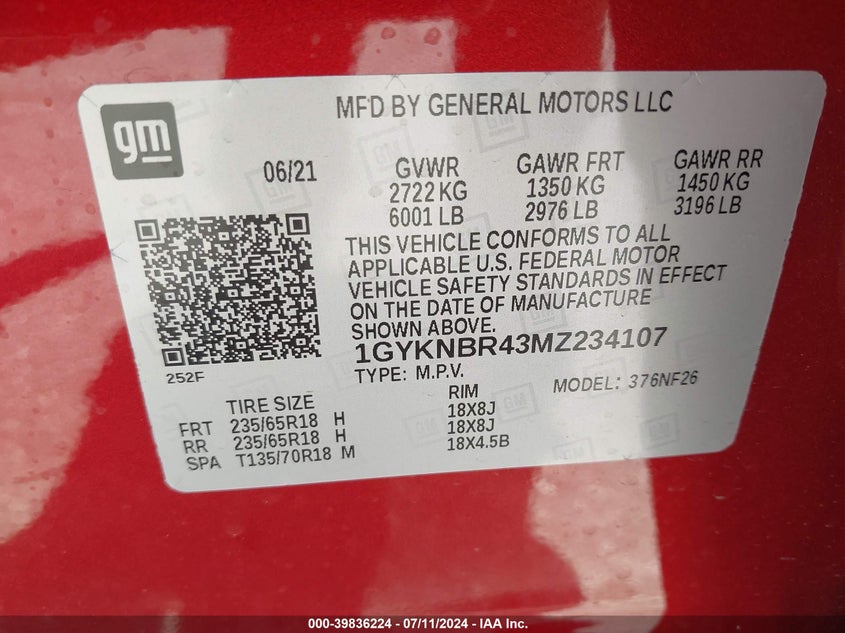 gm
MFD BY GENERAL MOTORS LLC
06/21
GVWR
2722 KG
6001 LB
GAWR FRT
1350 KG
2976 LB
GAWR RR
1450 KG
3196 LB
THIS VEHICLE CONFORMS TO ALL
APPLICABLE U.S. FEDERAL MOTOR
VEHICLE SAFETY STANDARDS IN EFFECT
ON THE DATE OF MANUFACTURE
SHOWN ABOVE.
1GYKNBR43MZ234107
252F
TYPE: M.P.V.
MODEL: 376NF26
TIRE SIZE RIM
FRT 235/65R18 H 18X8J
RR 235/65R18 H 18X8J
SPA T135/70R18 M 18X4.5B
000-39836224 - 07/11/2024 - IAA Inc.